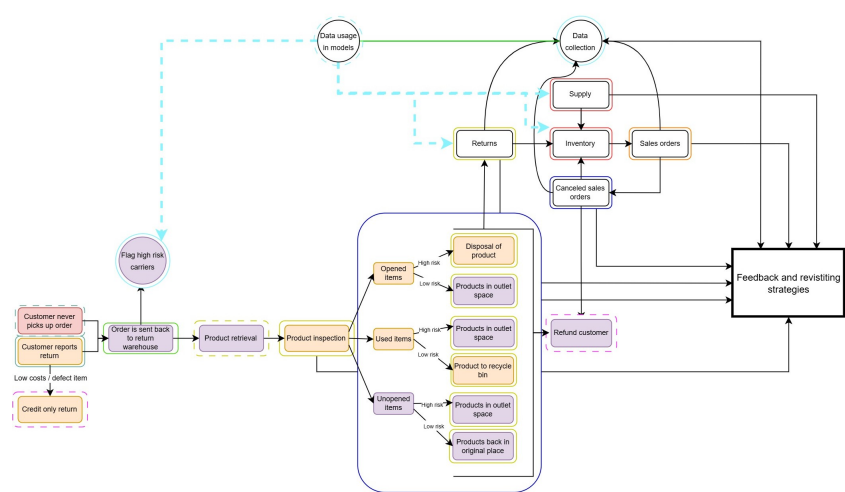 Data usage
in models
Data
collection
Supply
Returns
Inventory
Sales orders
Canceled sales
orders
Flag high risk
carriers
Disposal of
product
High risk
Opened
items
Low risk
Products in outlet
space
Feedback and revistiting
strategies
Customer never
picks up order
Order is sent back
to return
warehouse
Customer reports
return
Product retrieval
Product inspection
Used items
High risk
Products in outlet
space
Low risk
Product to recycle
bin
Refund customer
Low costs / defect item
Credit only return
Unopened
items
High risk
Products in outlet
space
Low risk
Products back in
original place